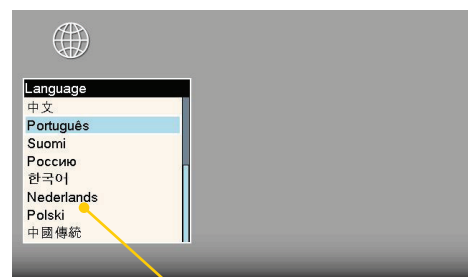 Language
中文
Português
Suomi
Россию
한국어
Nederlands
Polski
中國傳統